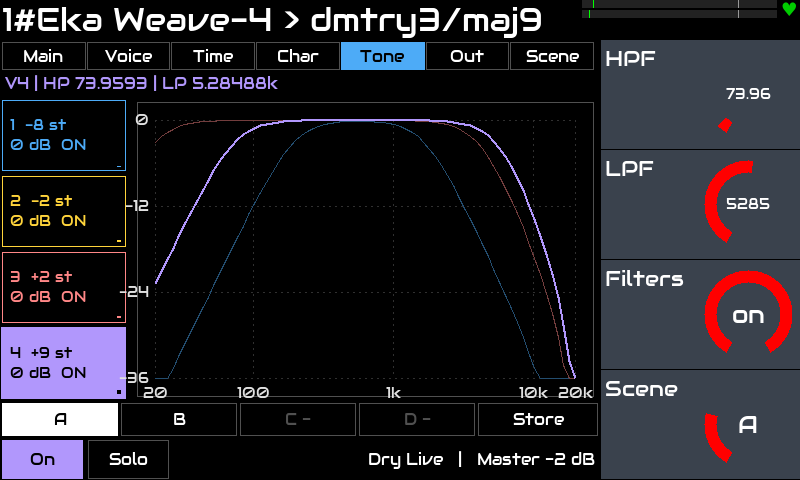 1#Eka Weave-4 > dmtry3/maj9
Main Voice Time Char Tone Out Scene
V4 | HP 73.9593 | LP 5.28488k
1 -8 st
0 dB ON
2 -2 st
0 dB ON
3 +2 st
0 dB ON
4 +9 st
0 dB ON
0
-12
-24
-36
20 100 1k 10k 20k
A B C - D - Store
On Solo Dry Live | Master -2 dB
HPF
73.96
LPF
5285
Filters
on
Scene
A